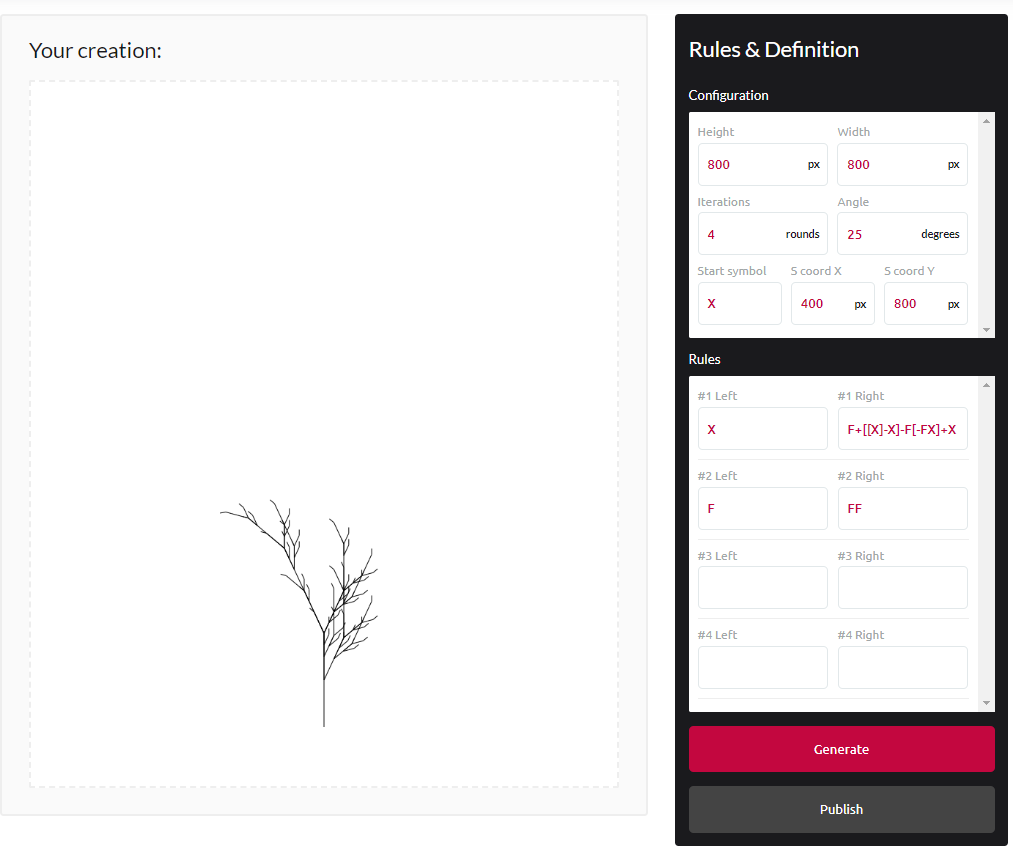 Your creation:
Rules & Definition
Configuration
Height Width
800 px 800 px
Iterations Angle
4 rounds 25 degrees
Start symbol S coord X S coord Y
X 400 px 800 px
Rules
#1 Left #1 Right
X F+[[X]-X]-F[-FX]+X
#2 Left #2 Right
F FF
#3 Left #3 Right
#4 Left #4 Right
Generate
Publish